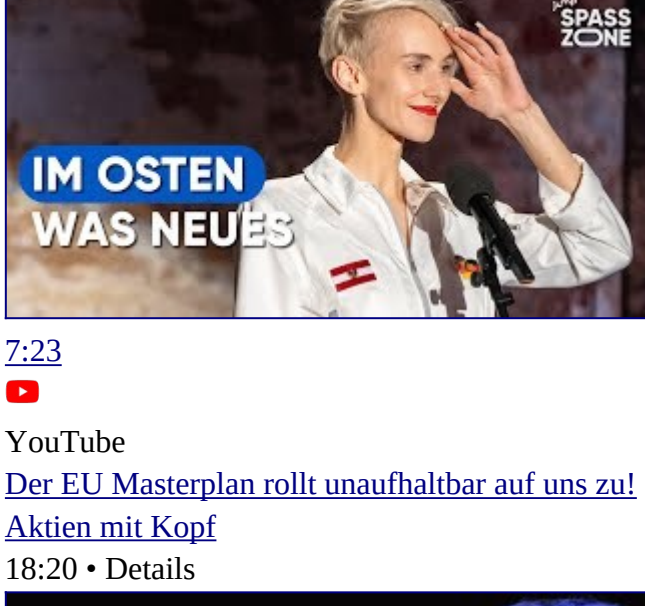 SPASS
ZONE
IM OSTEN
WAS NEUES
7:23
YouTube
Der EU Masterplan rollt unaufhaltbar auf uns zu!
Aktien mit Kopf
18:20 • Details